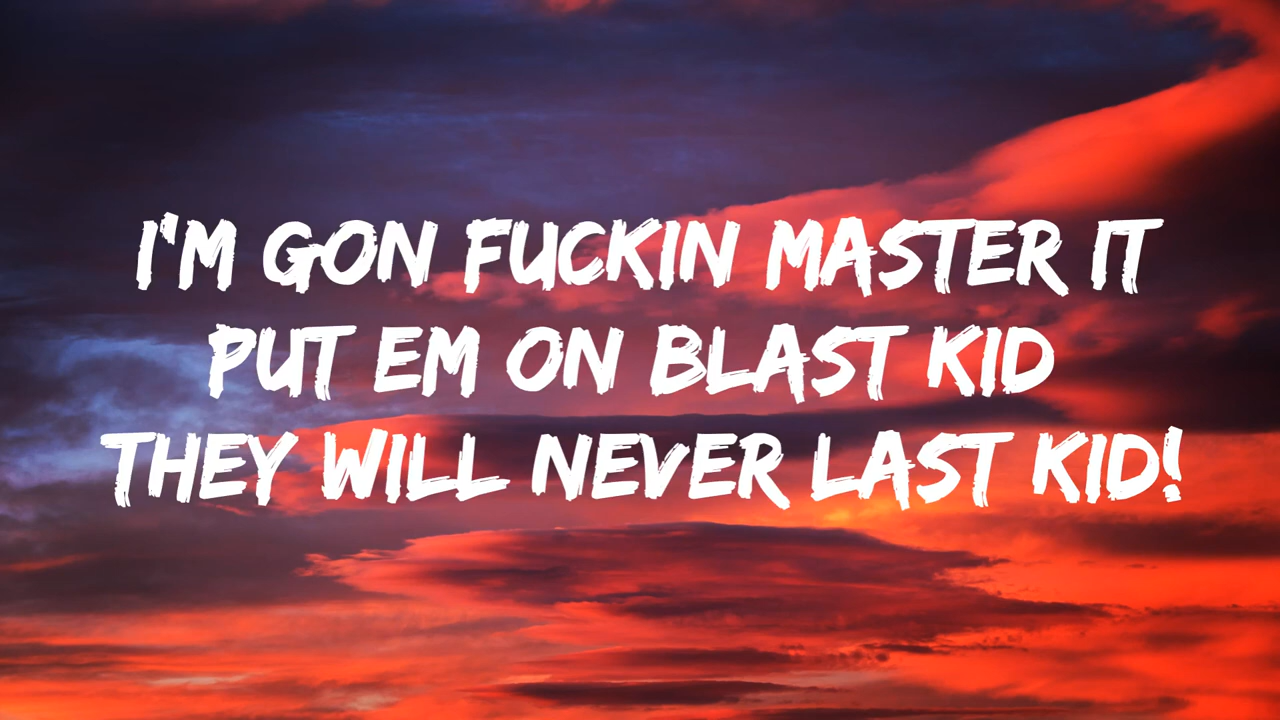 I'M GON FUCKIN MASTER IT
PUT EM ON BLAST KID
THEY WILL NEVER LAST KID!